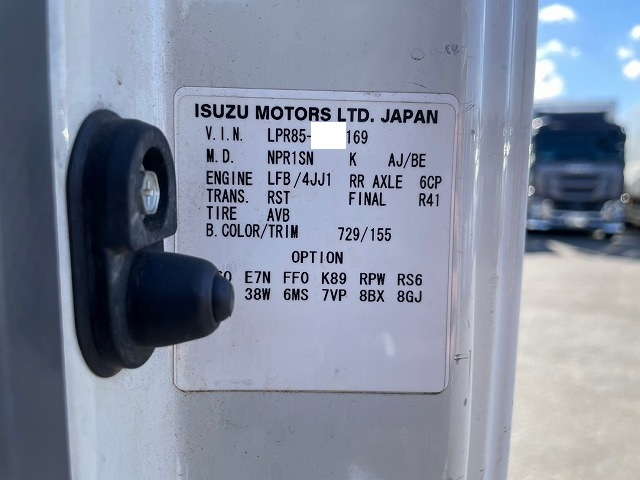 ISUZU MOTORS LTD. JAPAN
V.I.N. LPR85- 169
M.D. NPR1SN K AJ/BE
ENGINE LFB/4JJ1 RR AXLE 6CP
TRANS. RST FINAL R41
TIRE AVB
B.COLOR/TRIM 729/155
OPTION
E7N FF0 K89 RPW RS6
38W 6MS 7VP 8BX 8GJ